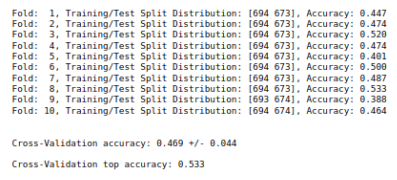 Fold:  1, Training/Test Split Distribution: [694 673], Accuracy: 0.447
Fold:  2, Training/Test Split Distribution: [694 673], Accuracy: 0.474
Fold:  3, Training/Test Split Distribution: [694 673], Accuracy: 0.520
Fold:  4, Training/Test Split Distribution: [694 673], Accuracy: 0.474
Fold:  5, Training/Test Split Distribution: [694 673], Accuracy: 0.401
Fold:  6, Training/Test Split Distribution: [694 673], Accuracy: 0.500
Fold:  7, Training/Test Split Distribution: [694 673], Accuracy: 0.487
Fold:  8, Training/Test Split Distribution: [694 673], Accuracy: 0.533
Fold:  9, Training/Test Split Distribution: [693 674], Accuracy: 0.388
Fold: 10, Training/Test Split Distribution: [694 674], Accuracy: 0.464
Cross-Validation accuracy: 0.469 +/- 0.044
Cross-Validation top accuracy: 0.533